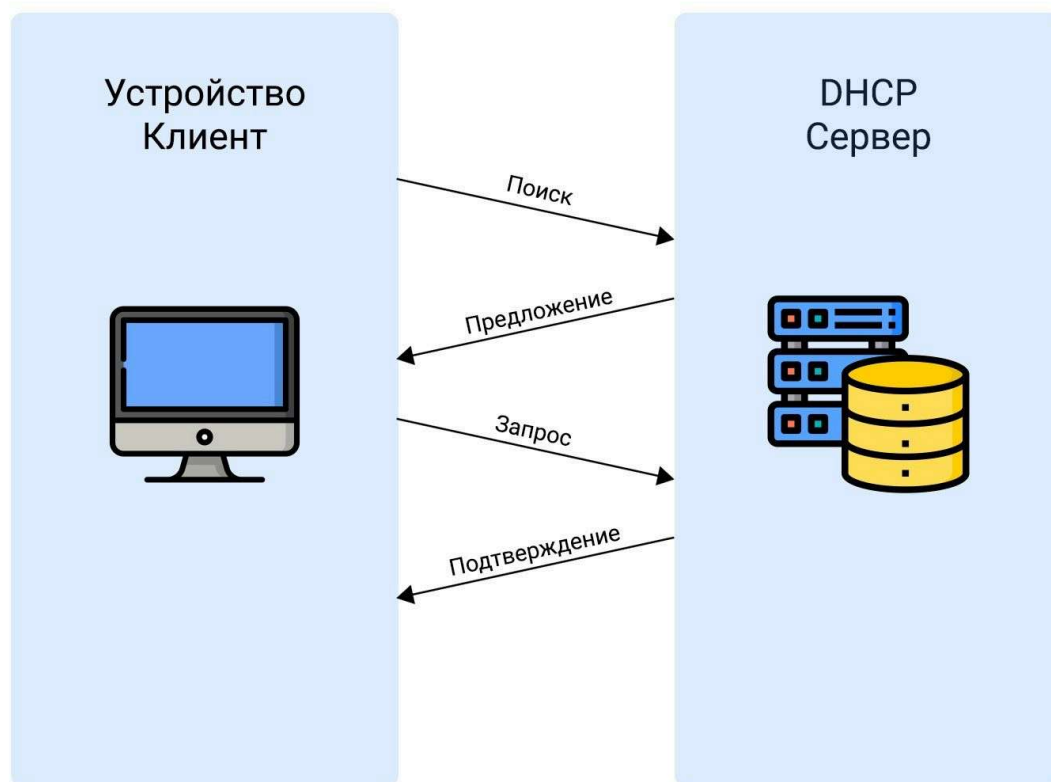 Устройство
Клиент
DHCP
Сервер
Поиск
Предложение
Запрос
Подтверждение